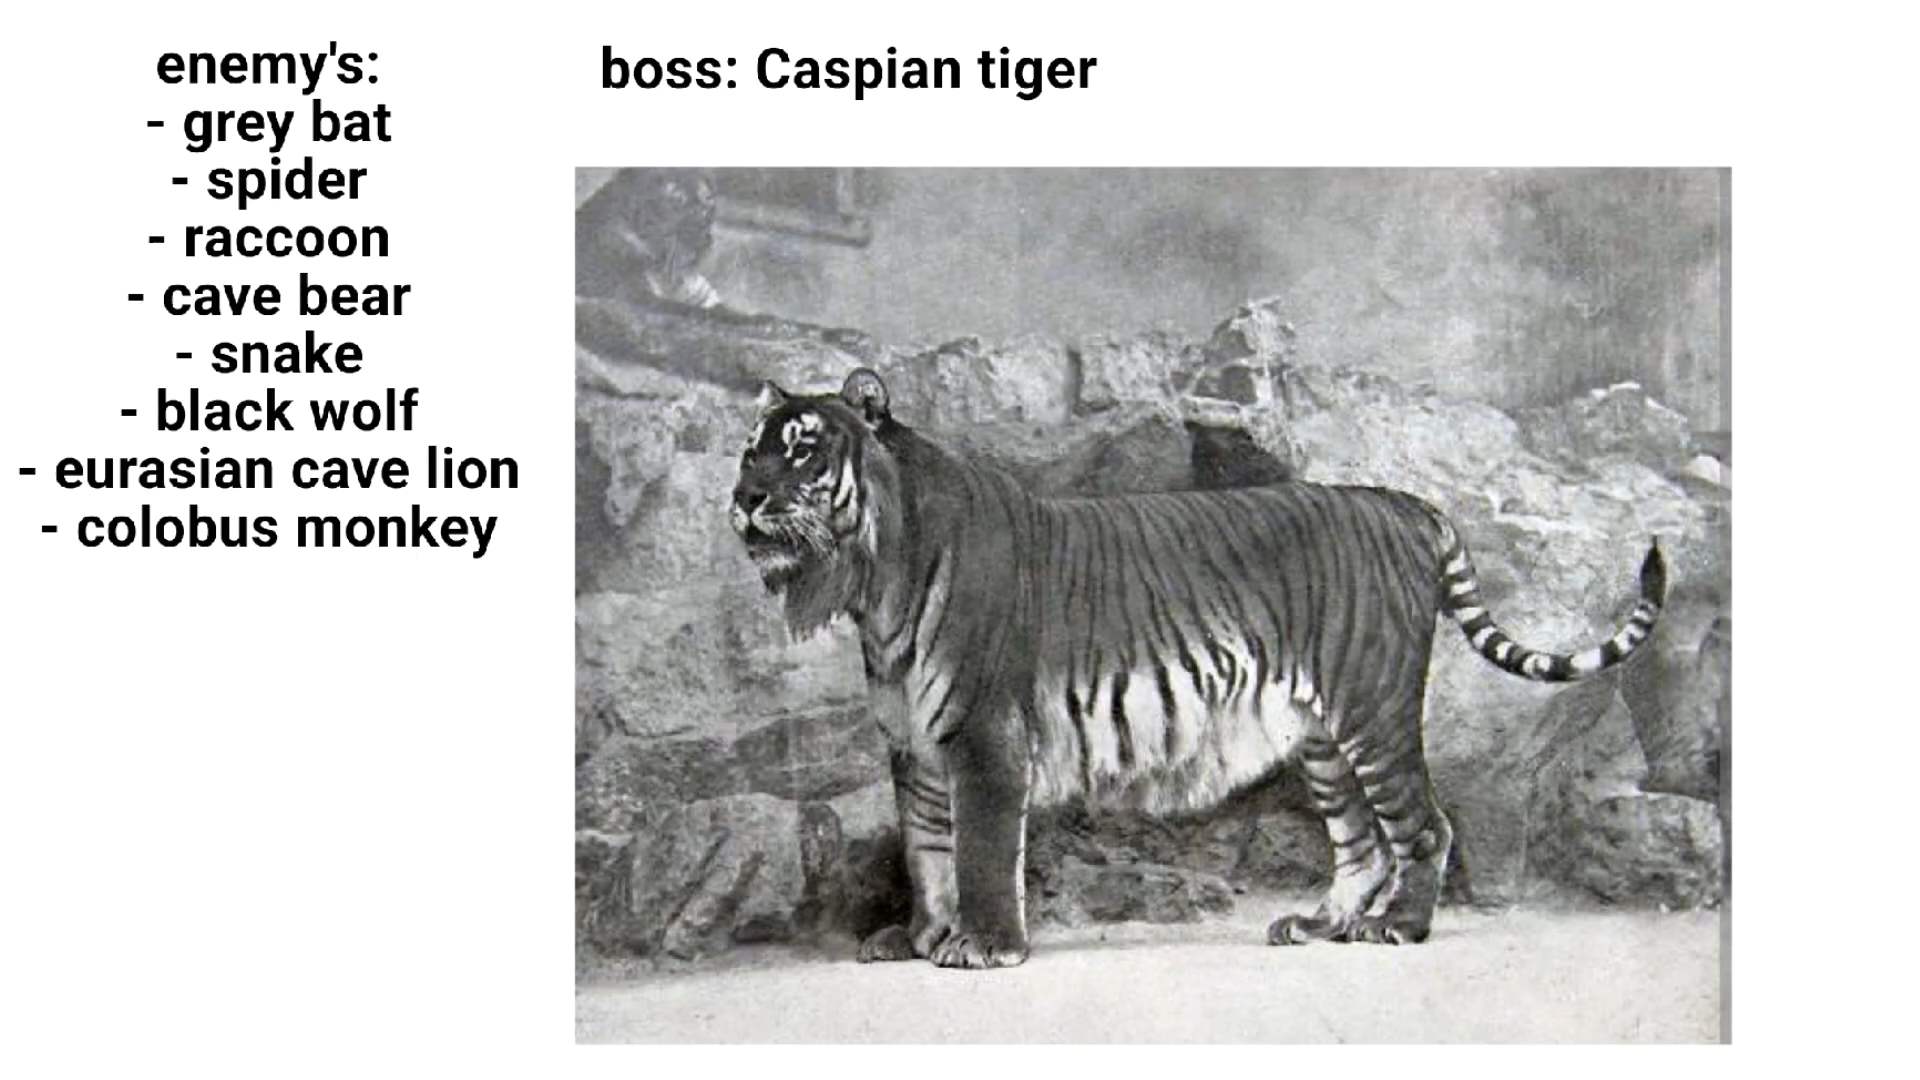 enemy's:
- grey bat
- spider
- raccoon
- cave bear
- snake
- black wolf
- eurasian cave lion
- colobus monkey
boss: Caspian tiger